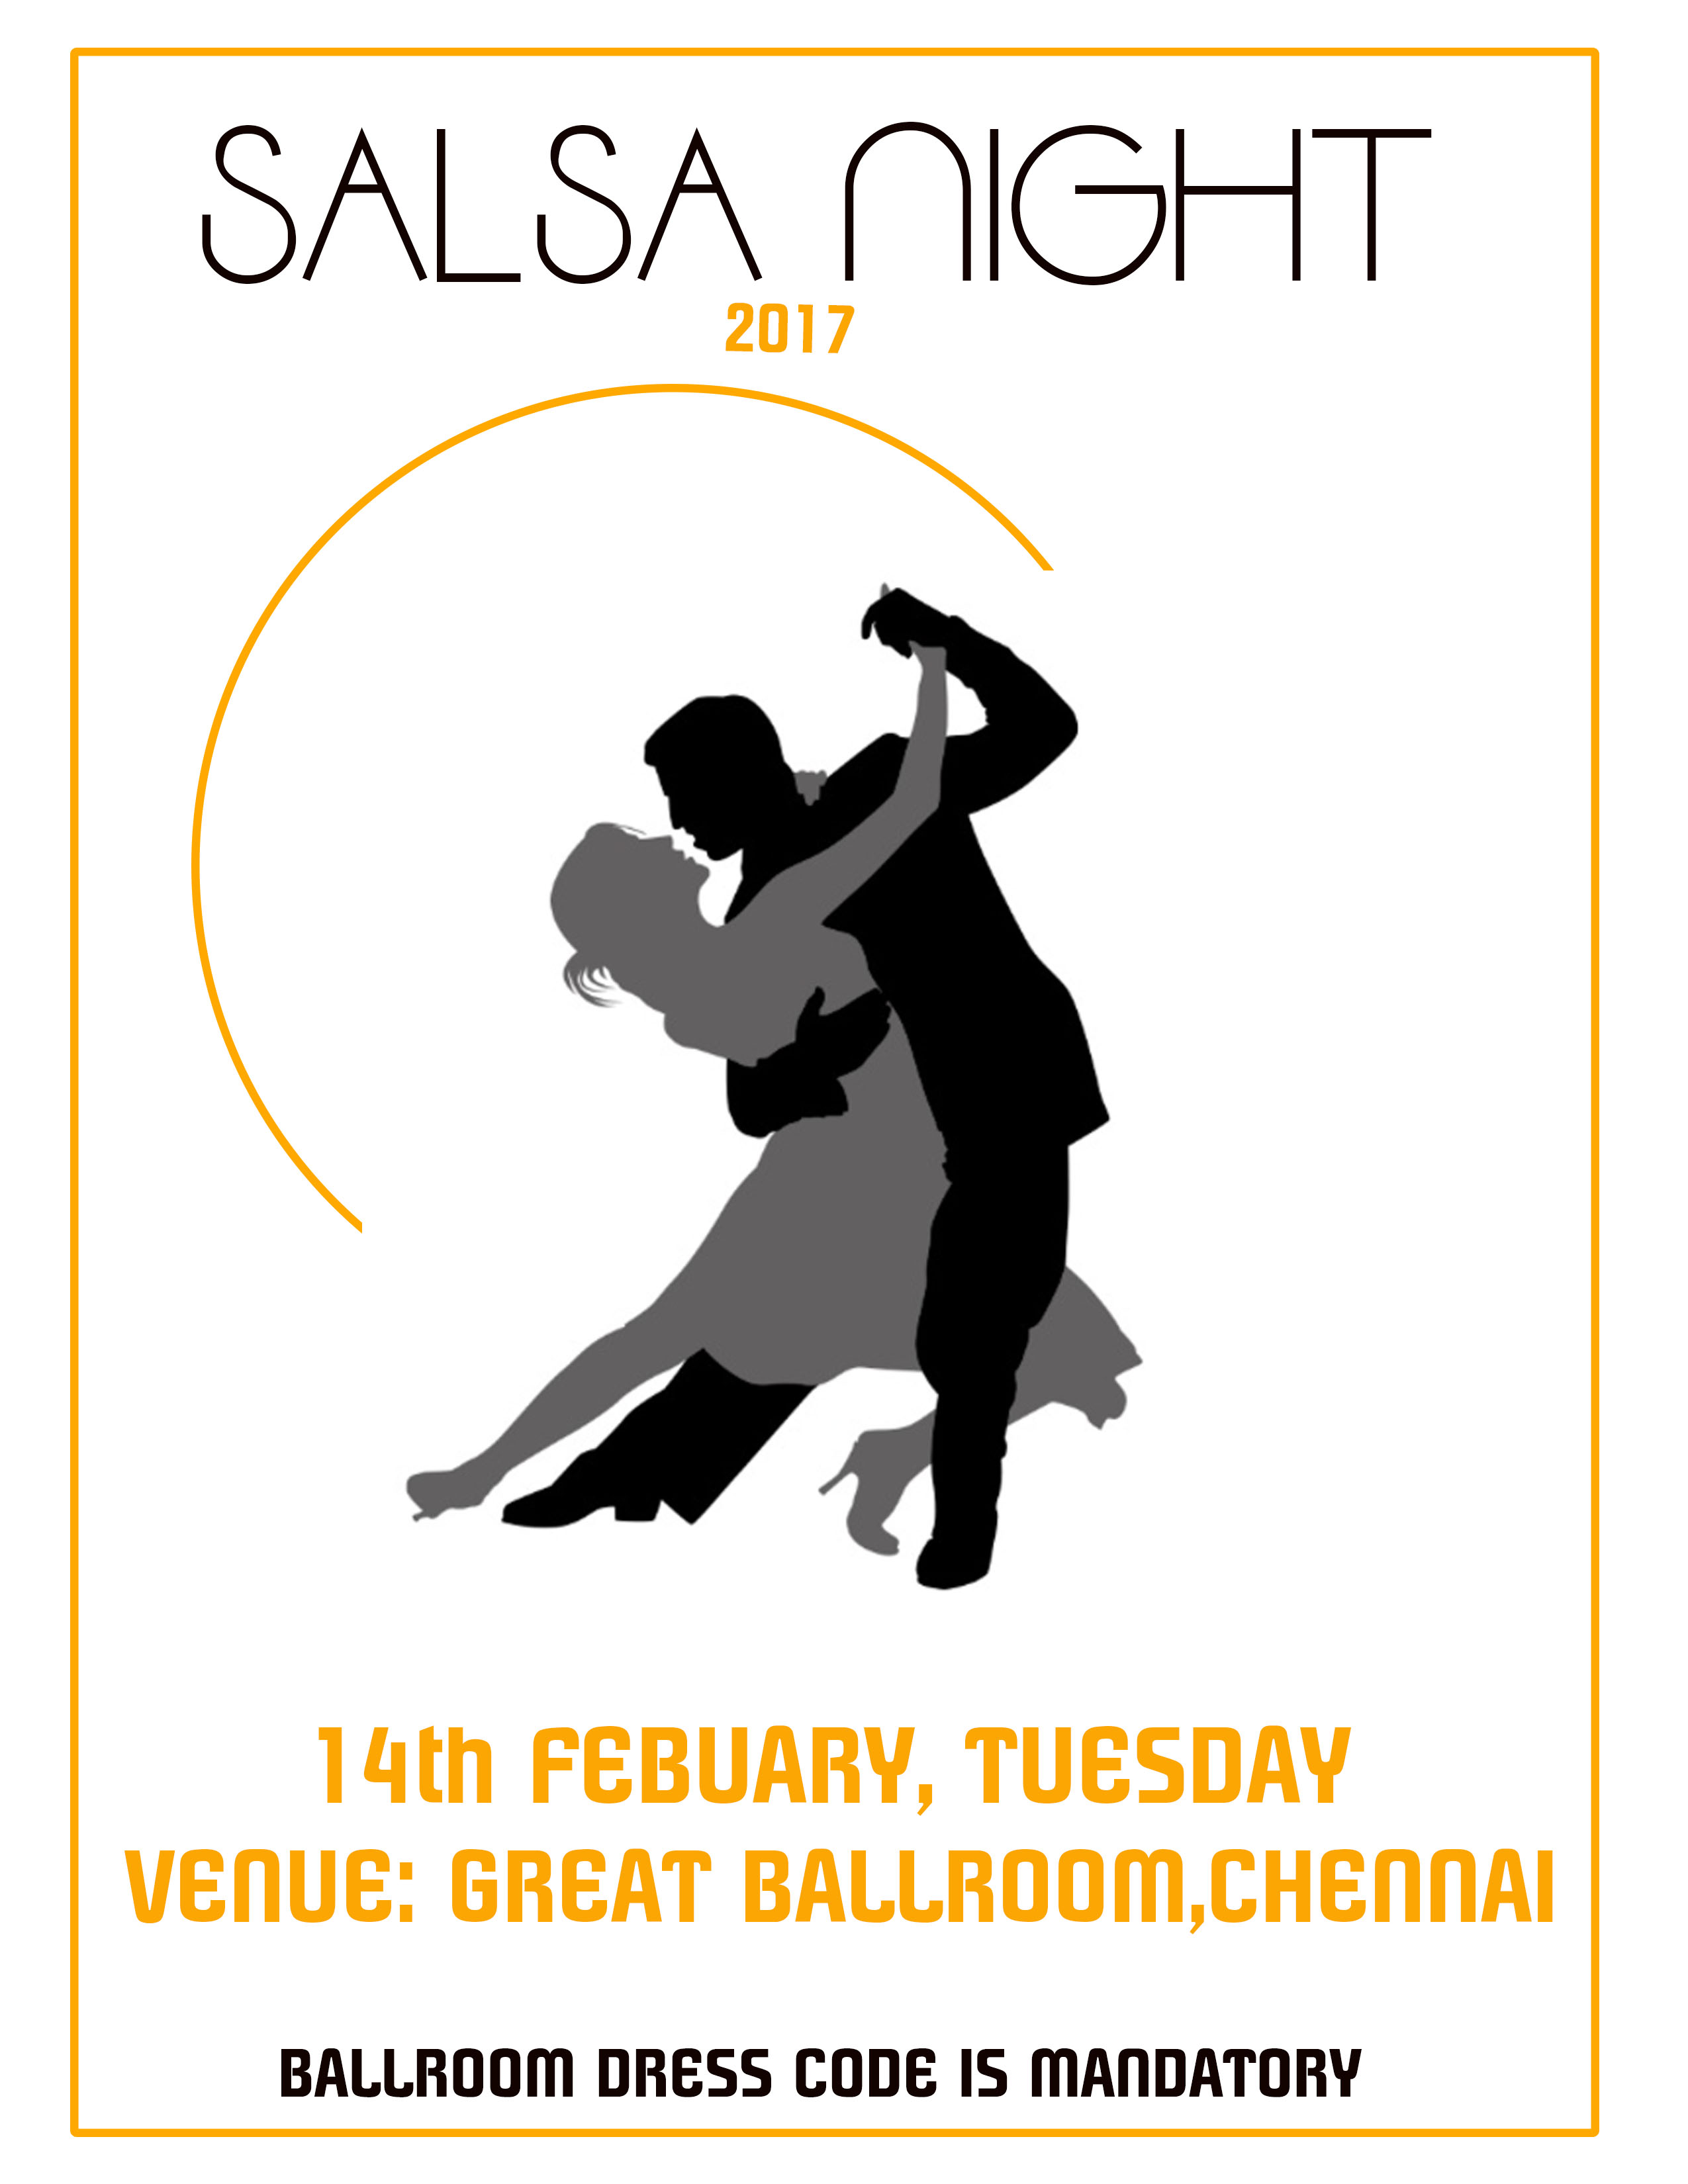 SALSA NIGHT
2017
14th FEBUARY, TUESDAY
VENUE: GREAT BALLROOM,CHENNAI
BALLROOM DRESS CODE IS MANDATORY